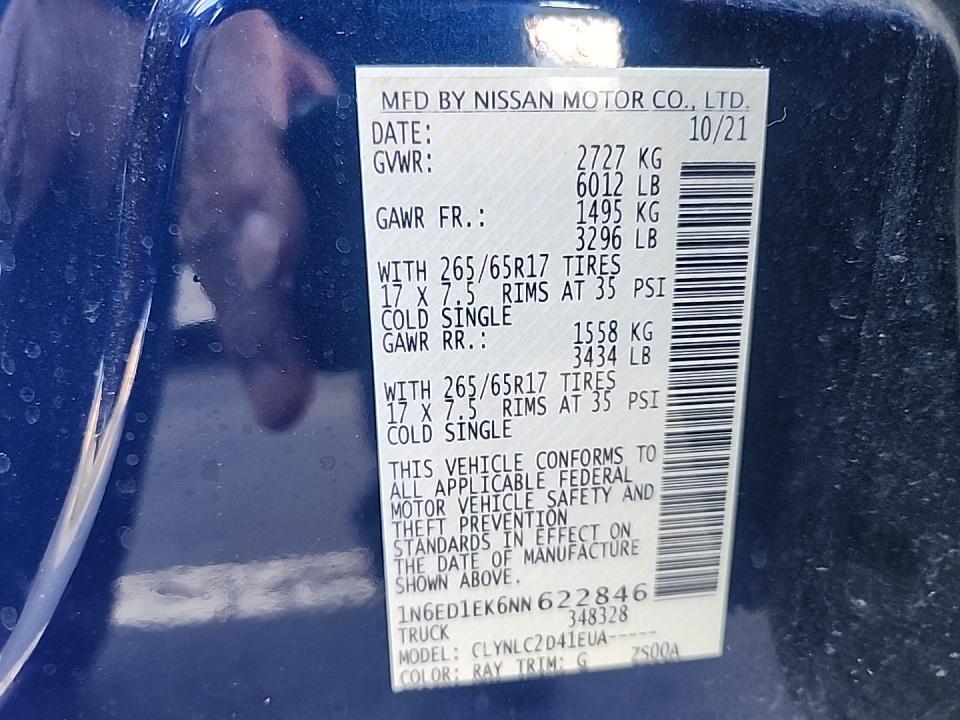 MFD BY NISSAN MOTOR CO., LTD.
DATE: 10/21
GVWR: 2727 KG
6012 LB
GAWR FR.: 1495 KG
3296 LB
WITH 265/65R17 TIRES
17 X 7.5 RIMS AT 35 PSI
COLD SINGLE
GAWR RR.: 1558 KG
3434 LB
WITH 265/65R17 TIRES
17 X 7.5 RIMS AT 35 PSI
COLD SINGLE
THIS VEHICLE CONFORMS TO
ALL APPLICABLE FEDERAL
MOTOR VEHICLE SAFETY AND
THEFT PREVENTION
STANDARDS IN EFFECT ON
THE DATE OF MANUFACTURE
SHOWN ABOVE.
1N6ED1EK6NN622846
TRUCK 348328
MODEL: CLYNLC2D41EUA-----
COLOR: RAY TRIM: G ZS00A